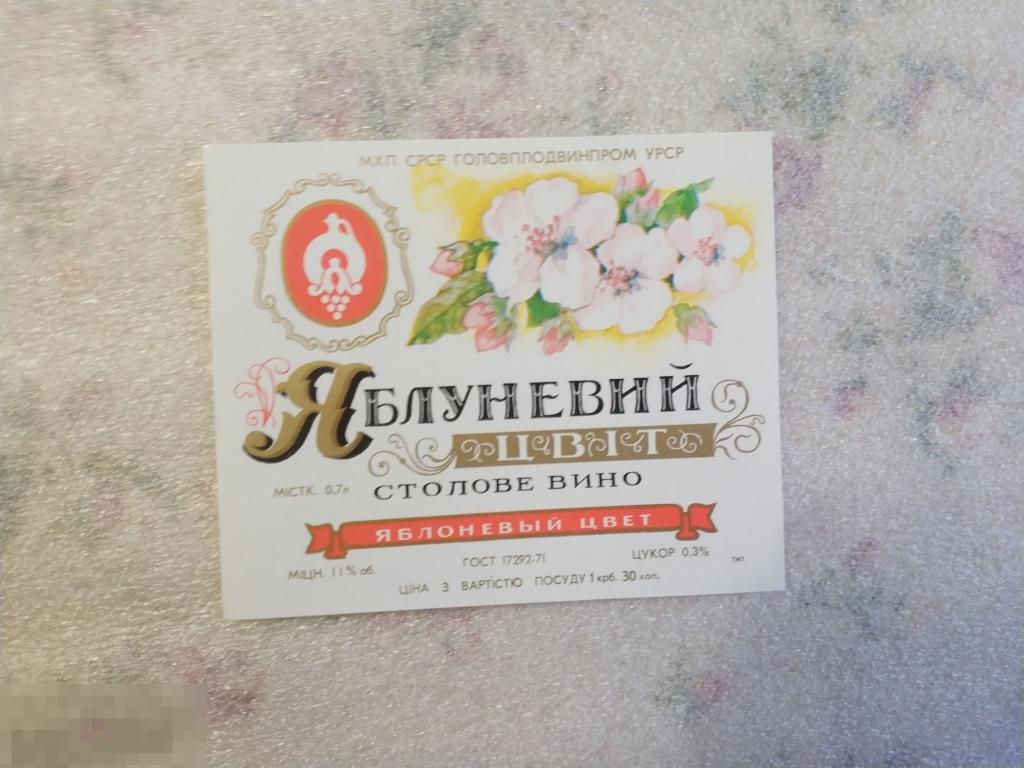 МХП СРСР ГОЛОВПЛОДВИНПРОМ УРСР
ЯБЛУНЕВИЙ
ЦВІТ
МІСТК. 0,7л СТОЛОВЕ ВИНО
ЯБЛОНЕВЫЙ ЦВЕТ
МІЦН. 11% об. ГОСТ 17292-71 ЦУКОР 0.3%
ЦІНА З ВАРТІСТЮ ПОСУДУ 1 крб. 30 коп.